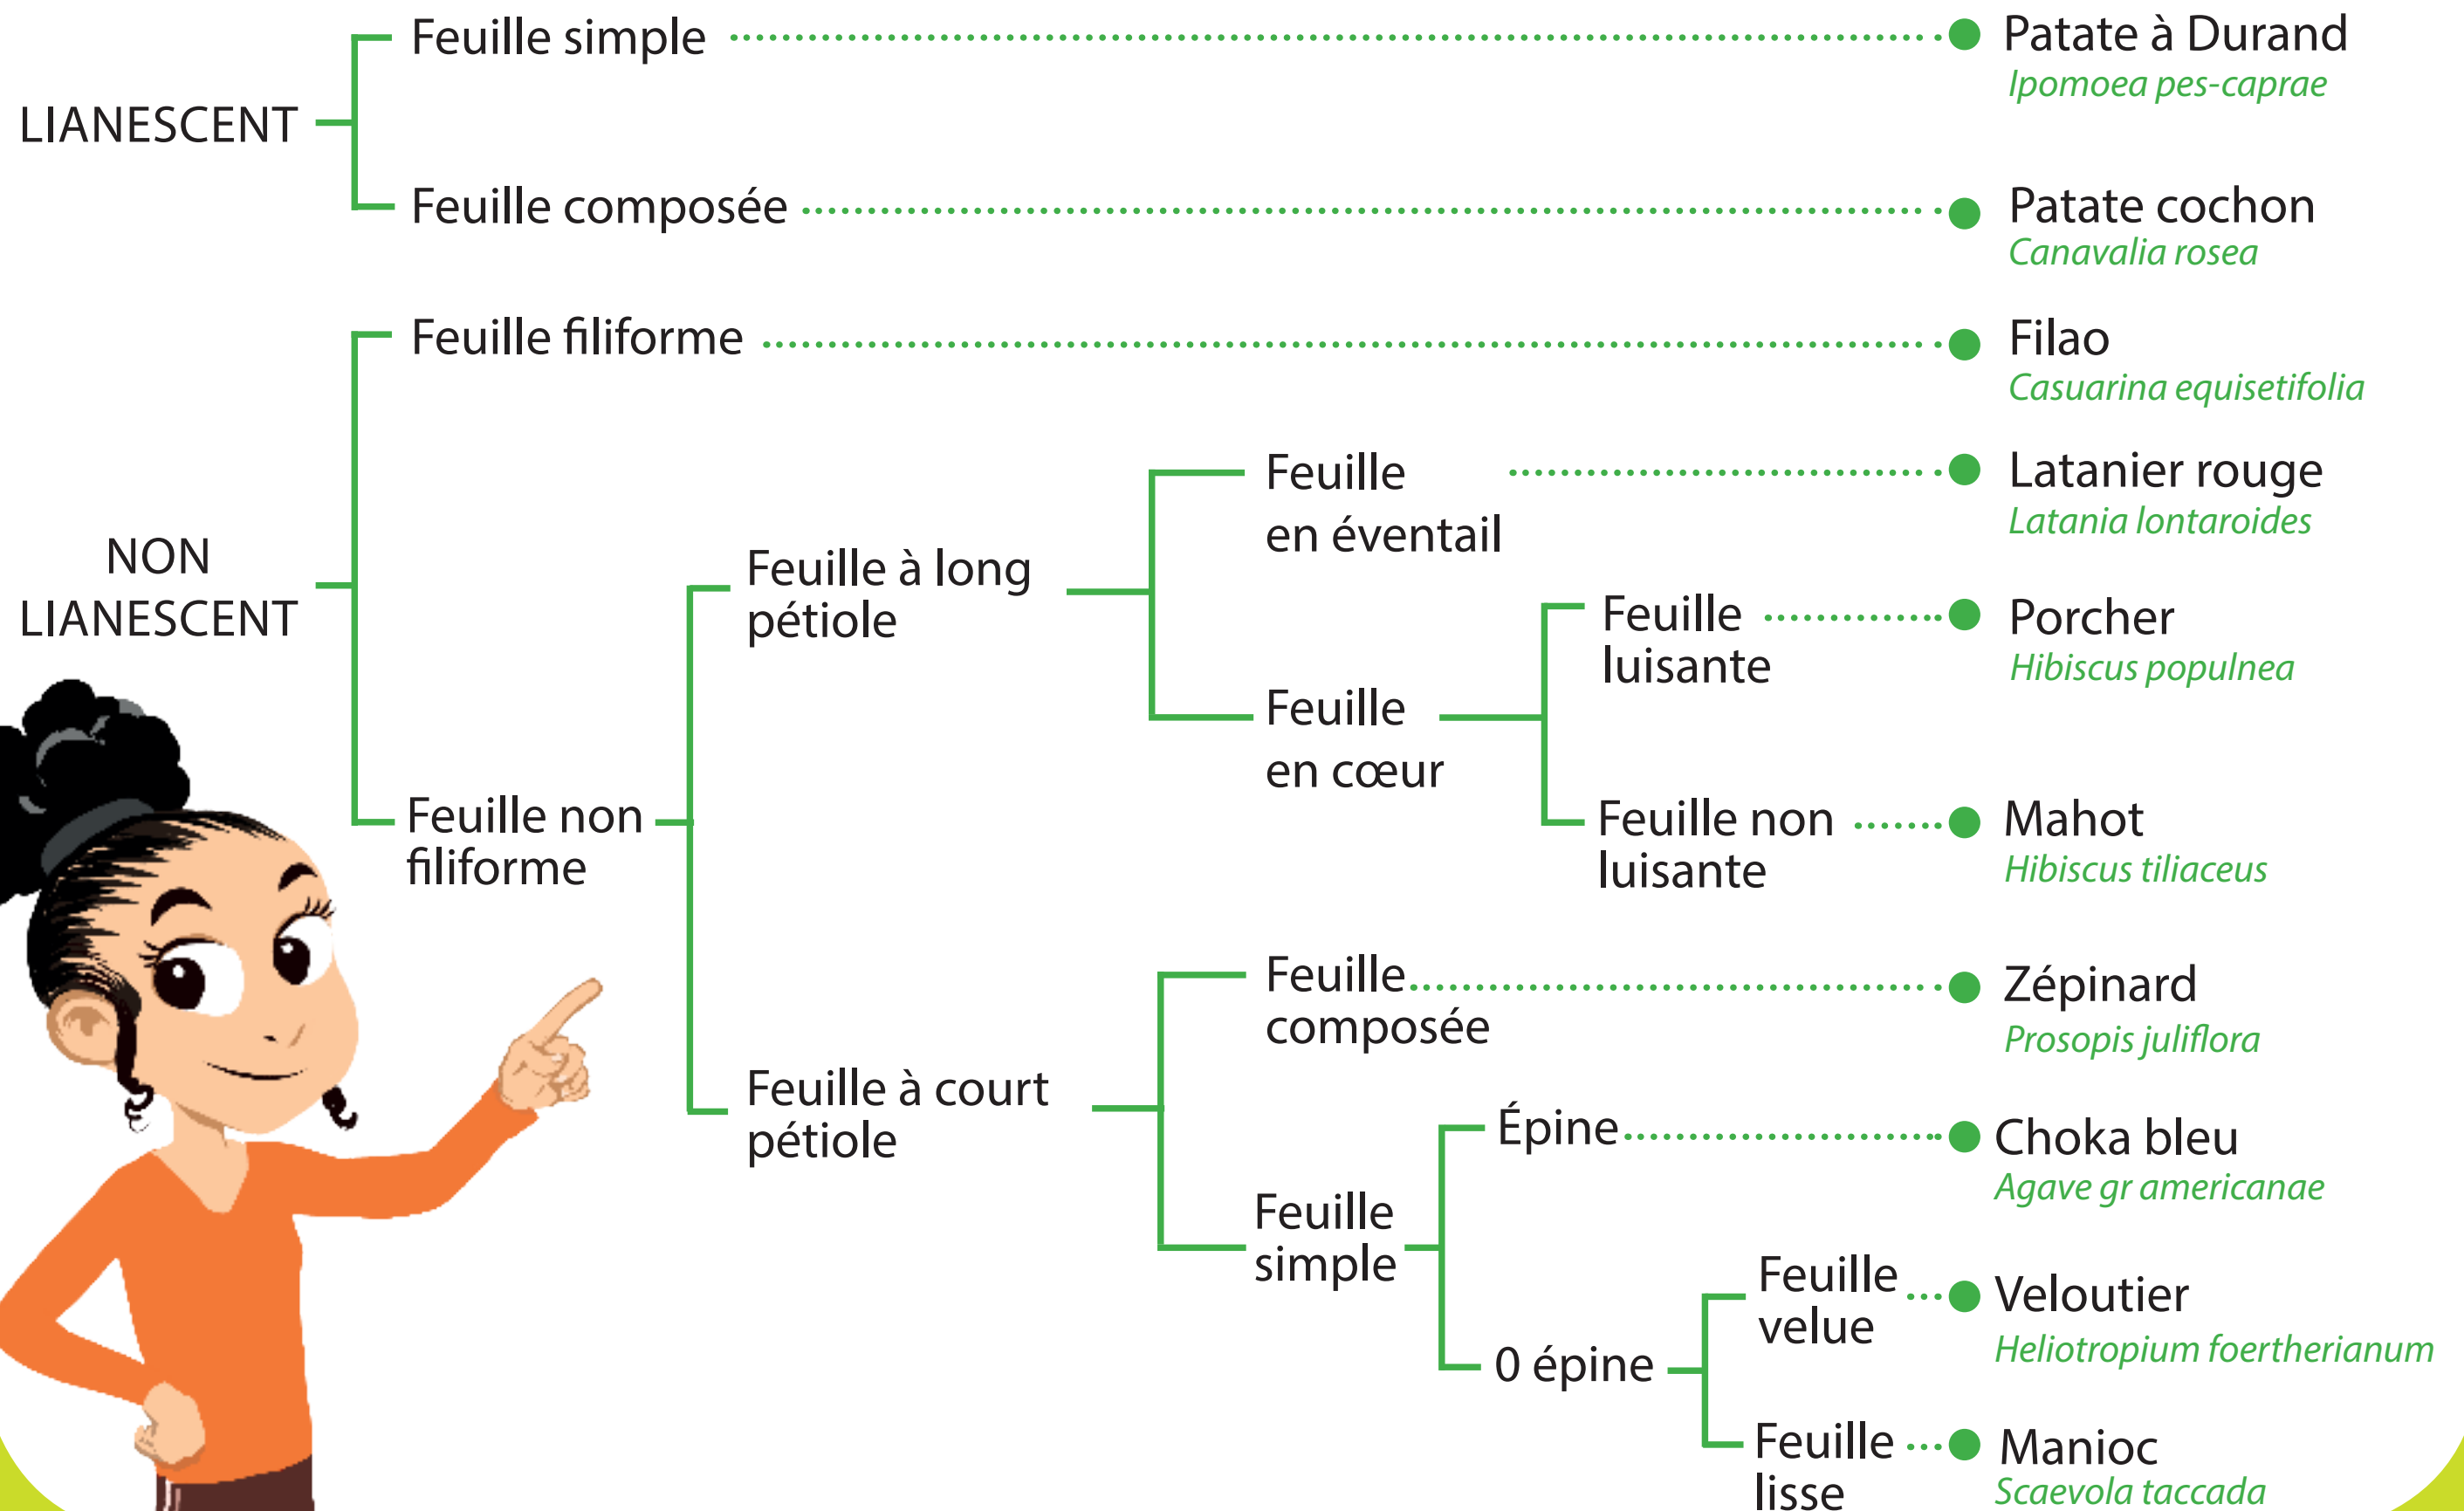 LIANESCENT
Feuille simple
Patate à Durand
Ipomoea pes-caprae
Feuille composée
Patate cochon
Canavalia rosea
NON
LIANESCENT
Feuille filiforme
Filao
Casuarina equisetifolia
Feuille non
filiforme
Feuille à long
pétiole
Feuille
en éventail
Latanier rouge
Latania lontaroides
Feuille
en cœur
Feuille
luisante
Porcher
Hibiscus populnea
Feuille non
luisante
Mahot
Hibiscus tiliaceus
Feuille à court
pétiole
Feuille
composée
Zépinard
Prosopis juliflora
Feuille
simple
Épine
Choka bleu
Agave gr americanae
0 épine
Feuille
velue
Veloutier
Heliotropium foertherianum
Feuille
lisse
Manioc
Scaevola taccada